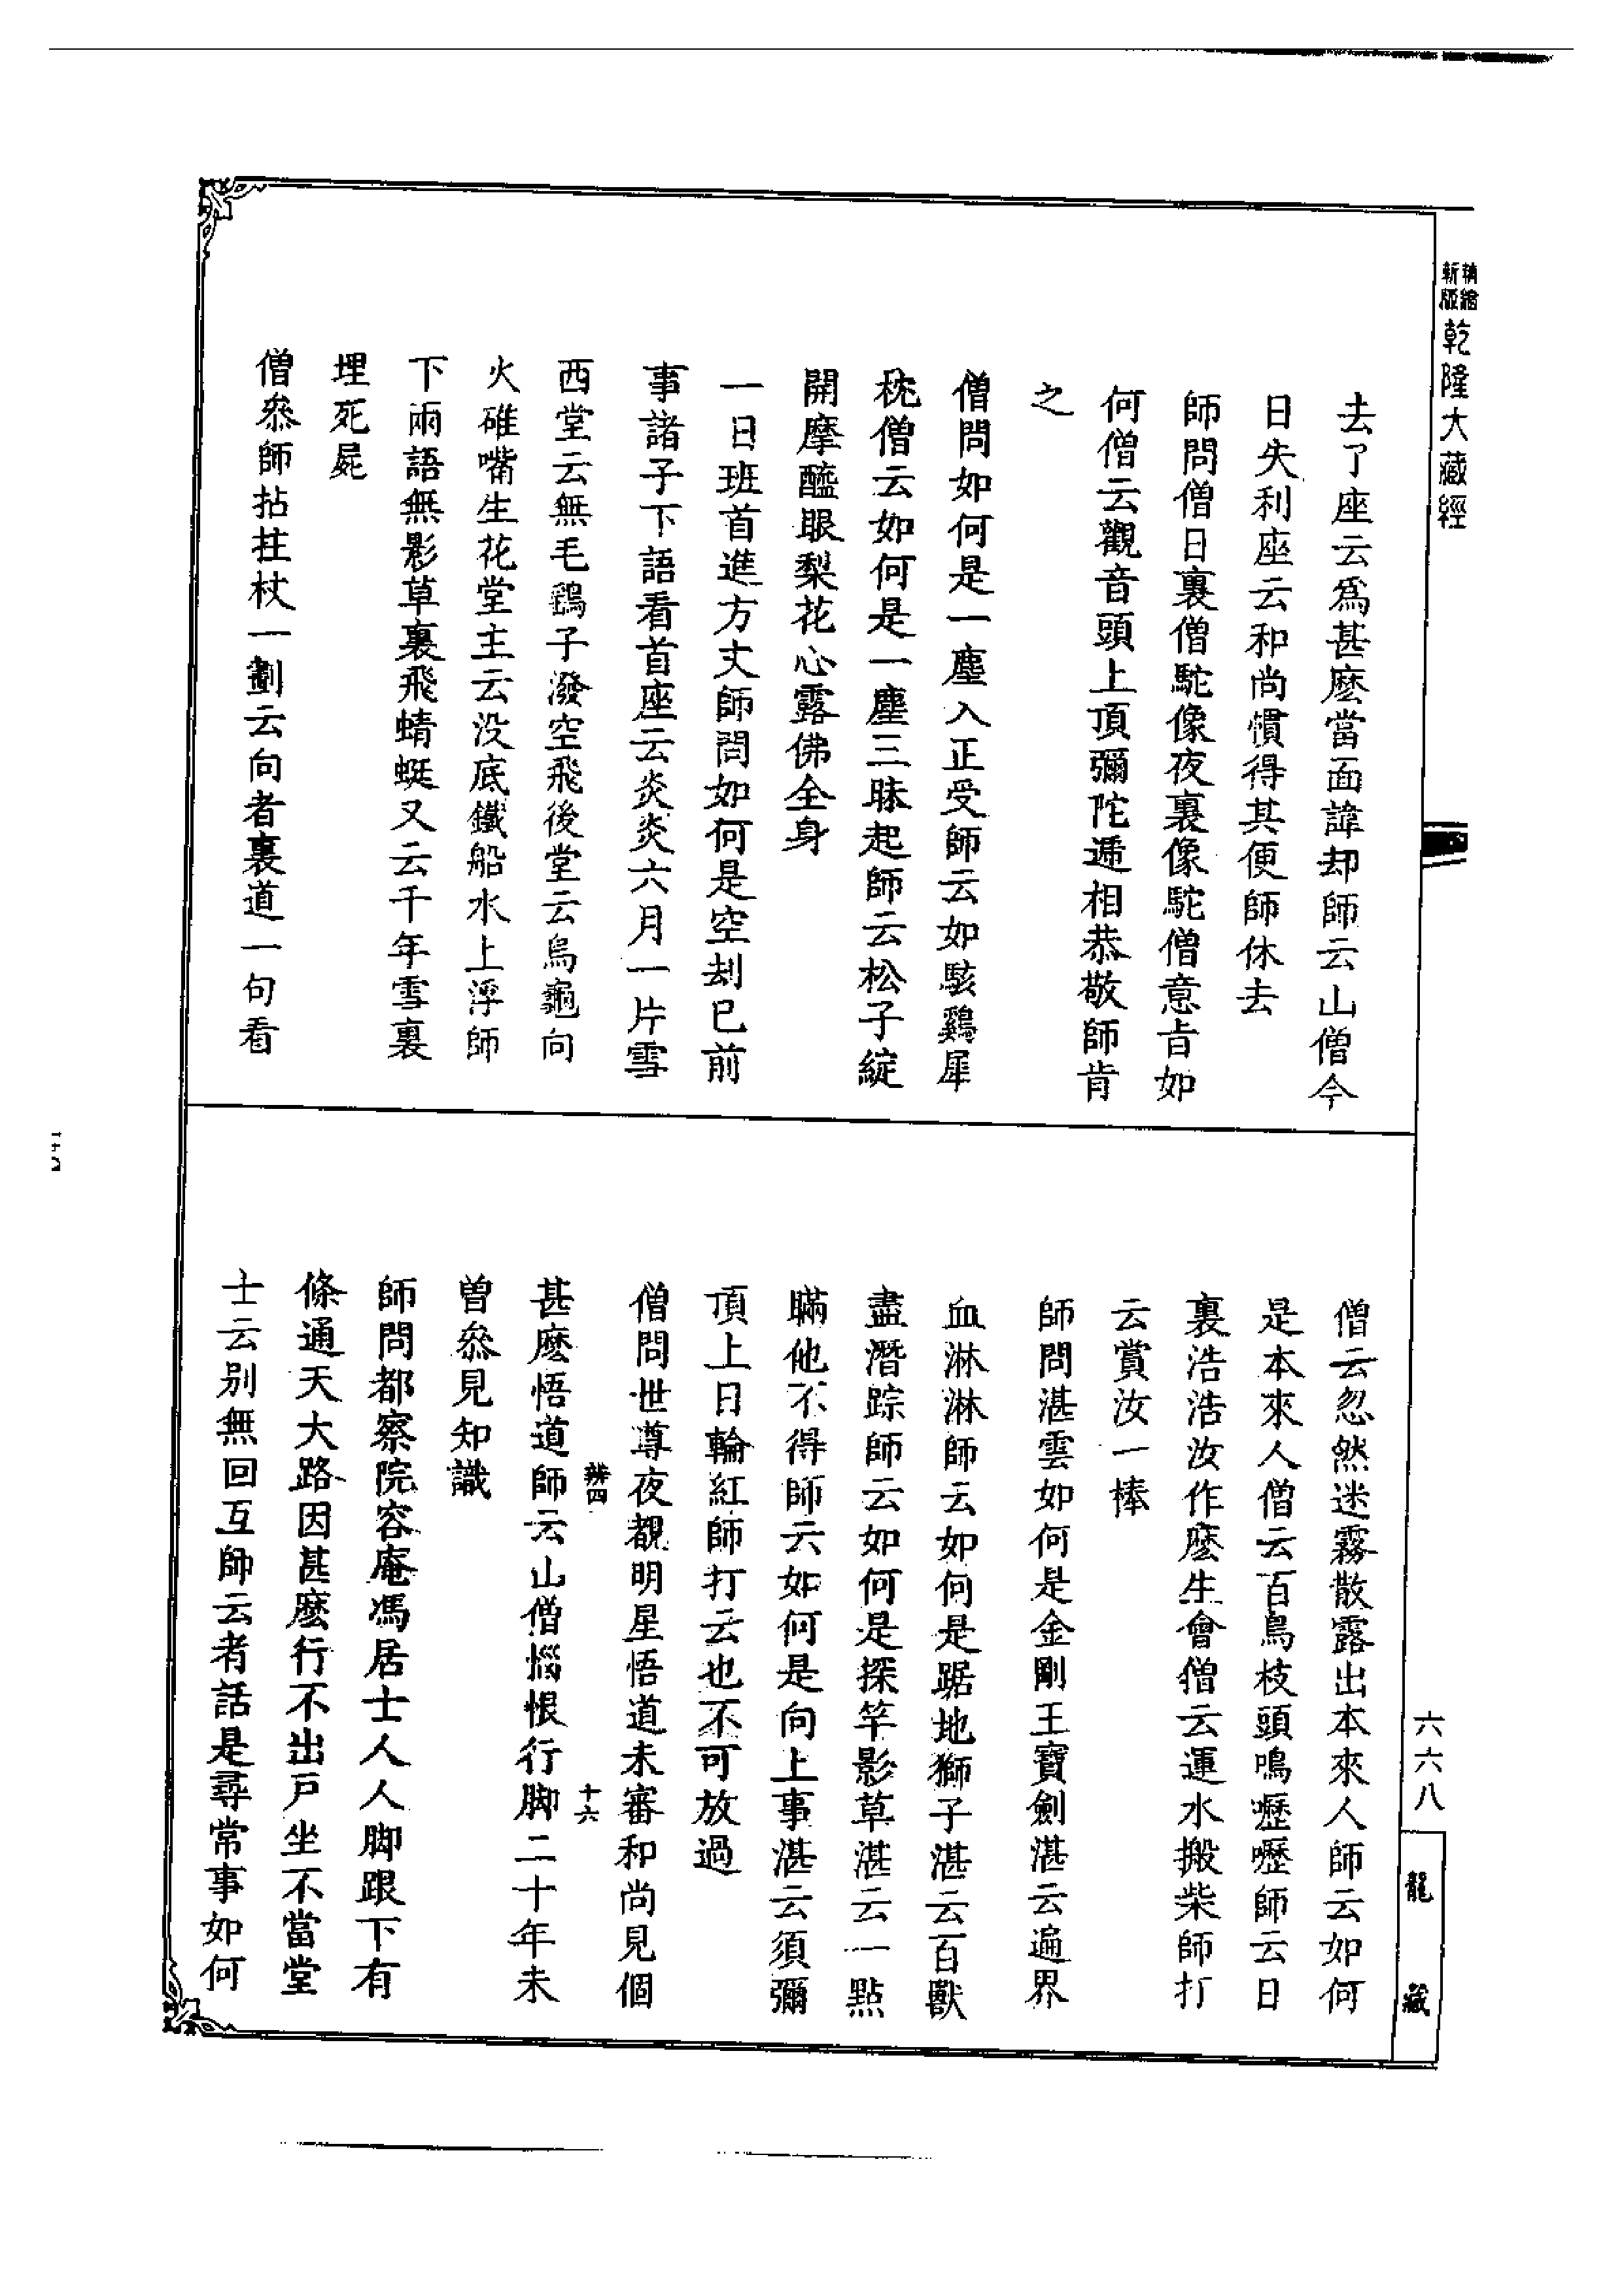 精繪
新版
乾隆大藏經
去了座云為甚麼當面諱却師云山僧今
日失利座云和尚慣得其便師休去
師問僧日裏僧駝像夜裏像駝僧意旨如
何僧云觀音頭上頂彌陀遞相恭敬師肯
之
僧問如何是一塵入正受師云如駭鷄犀
枕僧云如何是一塵三昧起師云松子綻
開摩醯眼梨花心露佛全身
一日班首進方丈師問如何是空刦已前
事諸子下語看首座云炎炎六月一片雪
西堂云無毛鷂子潑空飛後堂云烏龜向
火碓嘴生花堂主云没底鐵船水上浮師
下兩語無影草裏飛蜻蜓又云千年雪裏
埋死屍
僧叅師拈拄杖一劃云向者裏道一句看
僧云忽然迷霧散露出本來人師云如何
是本來人僧云百鳥枝頭鳴嚦嚦師云日
裏浩浩汝作麼生會僧云運水搬柴師打
云賞汝一棒
師問湛雲如何是金剛王寶劍湛云遍界
血淋淋師云如何是踞地獅子湛云百獸
盡潛踪師云如何是探竿影草湛云一點
瞞他不得師云如何是向上事湛云須彌
頂上日輪紅師打云也不可放過
僧問世尊夜覩明星悟道未審和尚見個
辨四
十六
甚麼悟道師云山僧惱恨行脚二十年未
曽叅見知識
師問都察院容庵馮居士人人脚跟下有
條通天大路因甚麼行不出戸坐不當堂
士云别無回互師云者話是尋常事如何
六六八
龍藏